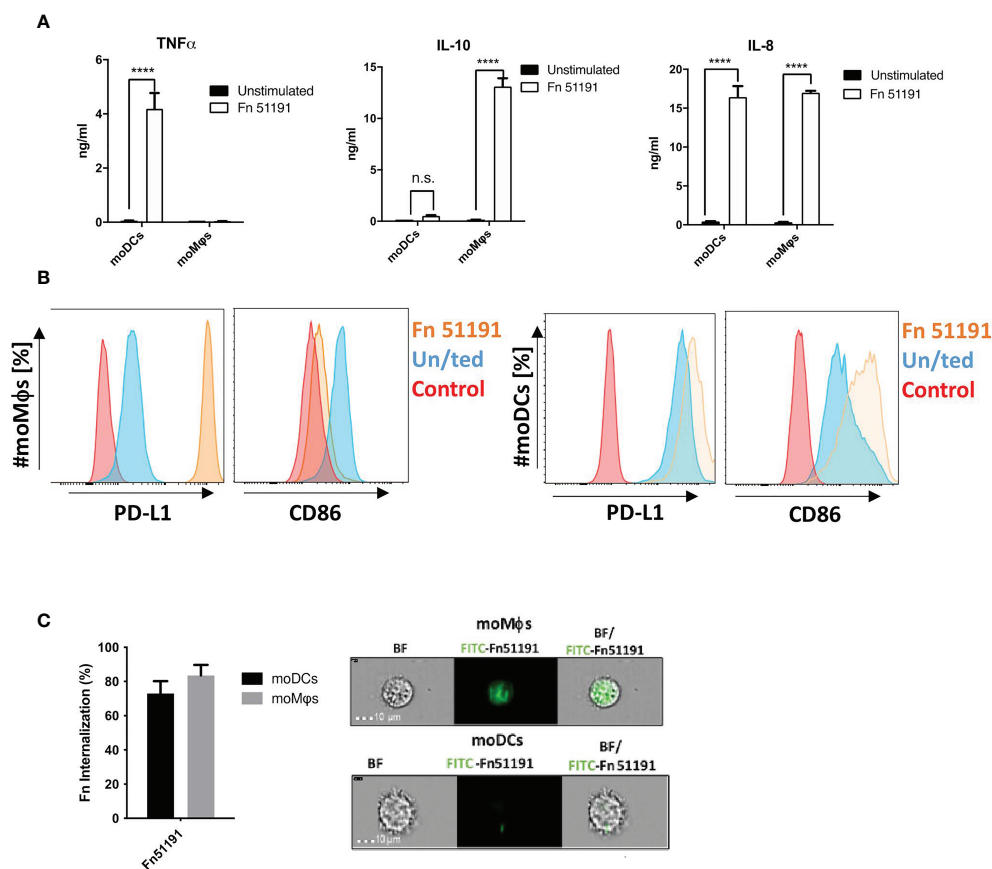 A
TNFα
6
4
2
0
ng/ml
****
Unstimulated
Fn 51191
moDCs
moMφs
IL-10
15
10
5
0
ng/ml
n.s.
****
Unstimulated
Fn 51191
moDCs
moMφs
IL-8
20
15
10
5
0
ng/ml
****
****
Unstimulated
Fn 51191
moDCs
moMφs
B
#moMφs [%]
PD-L1
CD86
Fn 51191
Un/ted
Control
#moDCs [%]
PD-L1
CD86
Fn 51191
Un/ted
Control
C
Fn Internalization (%)
100
80
60
40
20
0
Fn51191
moDCs
moMφs
moMϕs
BF
FITC-Fn51191
BF/
FITC-Fn51191
10 µm
moDCs
BF
FITC-Fn51191
BF/
FITC-Fn51191
10 µm